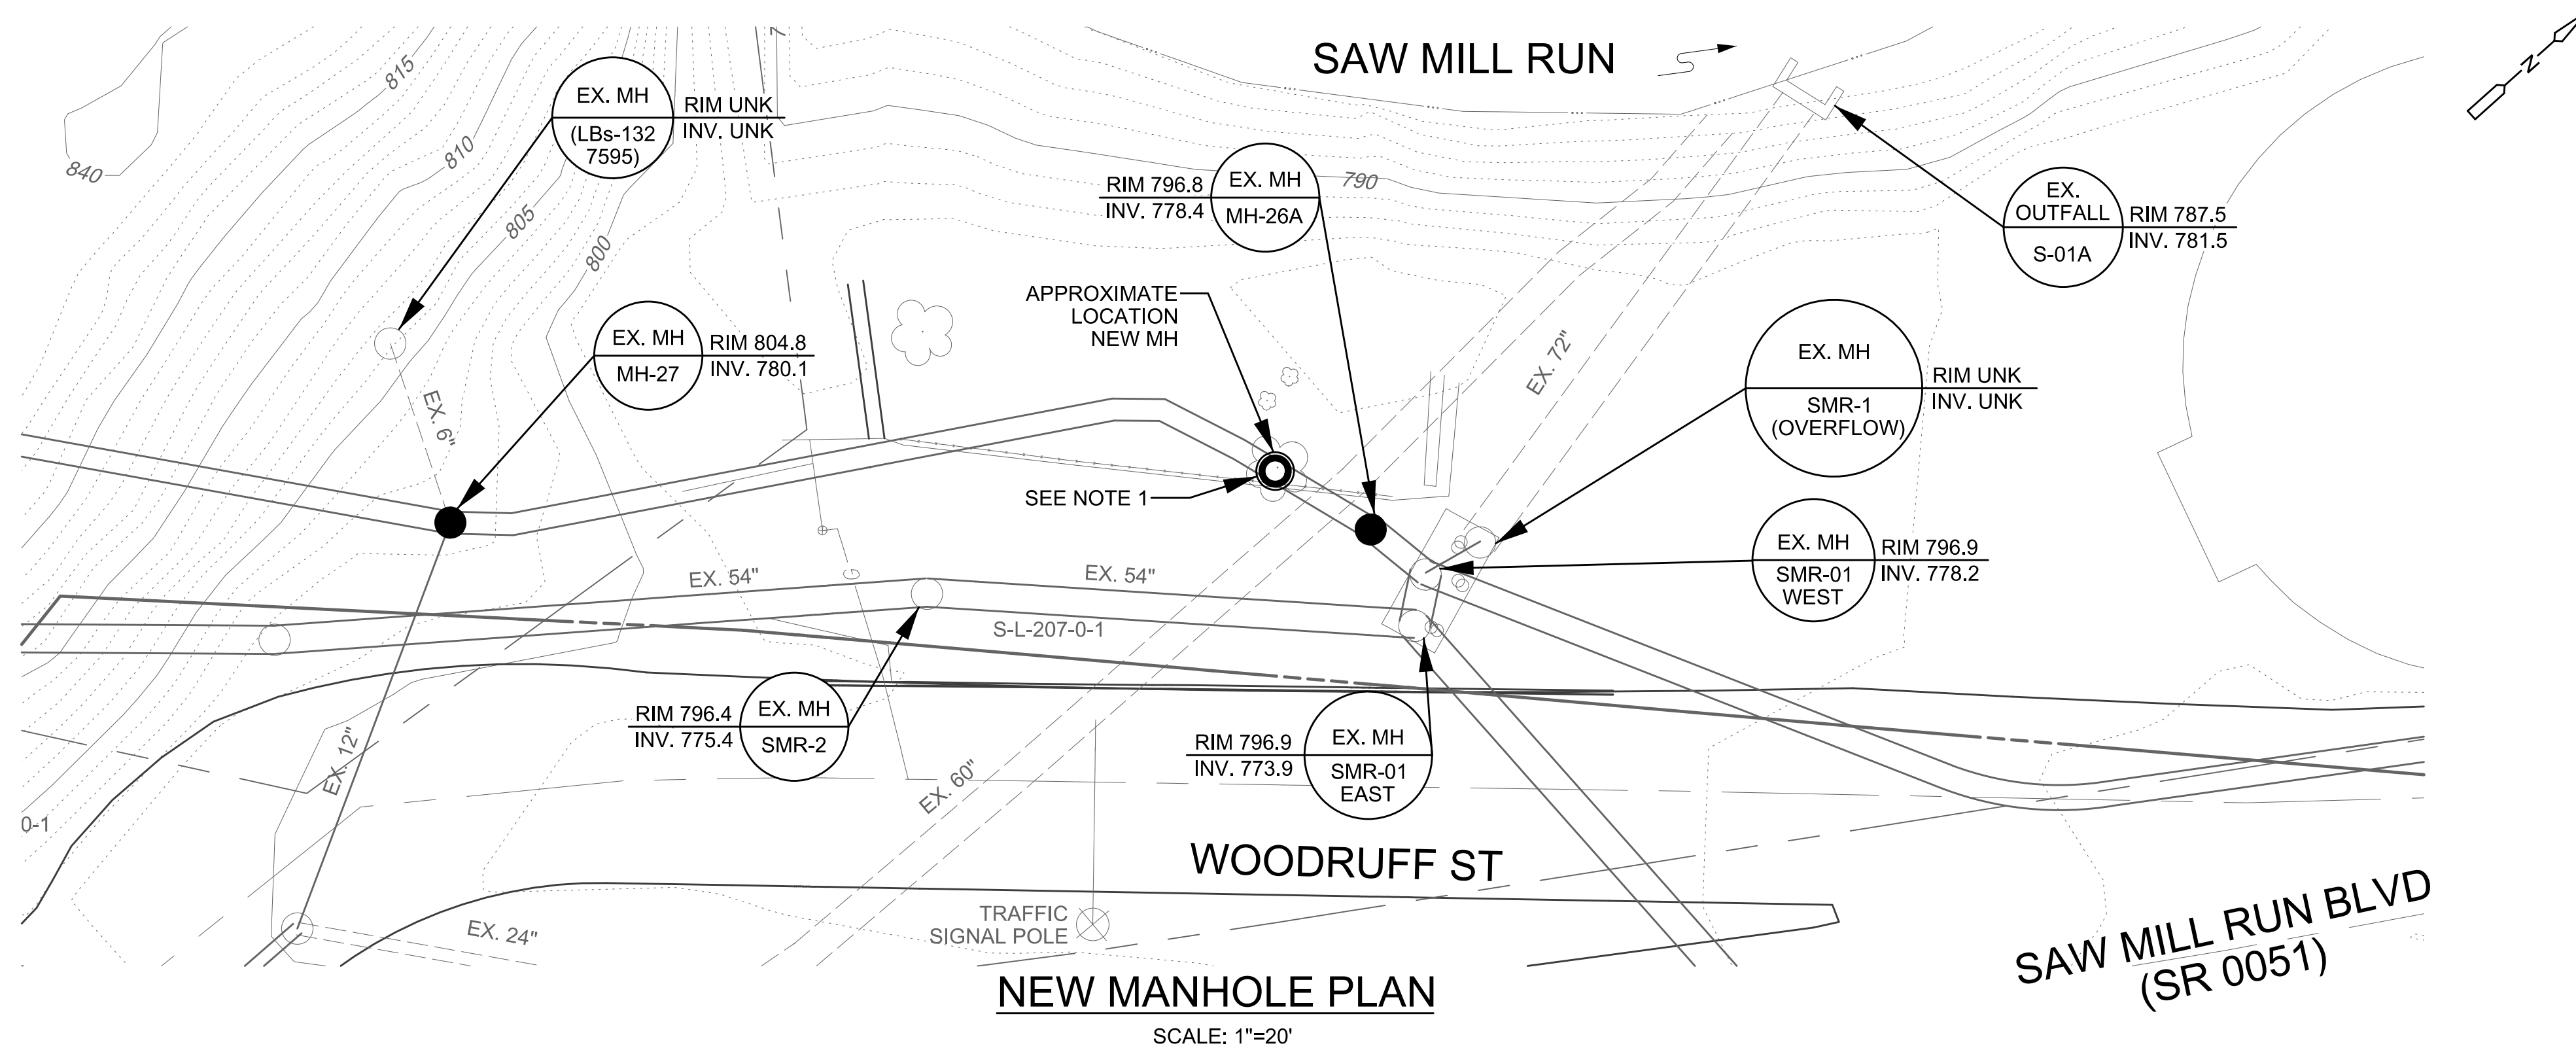 SAW MILL RUN
N
815
EX. MH
(LBs-132
7595)
RIM UNK
INV. UNK
810
840
805
800
RIM 796.8
INV. 778.4
EX. MH
MH-26A
790
EX.
OUTFALL
S-01A
RIM 787.5
INV. 781.5
APPROXIMATE
LOCATION
NEW MH
EX. MH
MH-27
RIM 804.8
INV. 780.1
EX. 72"
EX. MH
SMR-1
(OVERFLOW)
RIM UNK
INV. UNK
EX. 6"
SEE NOTE 1
EX. MH
SMR-01
WEST
RIM 796.9
INV. 778.2
EX. 54"
G
EX. 54"
S-L-207-0-1
RIM 796.4
INV. 775.4
EX. MH
SMR-2
RIM 796.9
INV. 773.9
EX. MH
SMR-01
EAST
EX. 12"
EX. 60"
0-1
WOODRUFF ST
TRAFFIC
SIGNAL POLE
EX. 24"
SAW MILL RUN BLVD
(SR 0051)
NEW MANHOLE PLAN
SCALE: 1"=20'